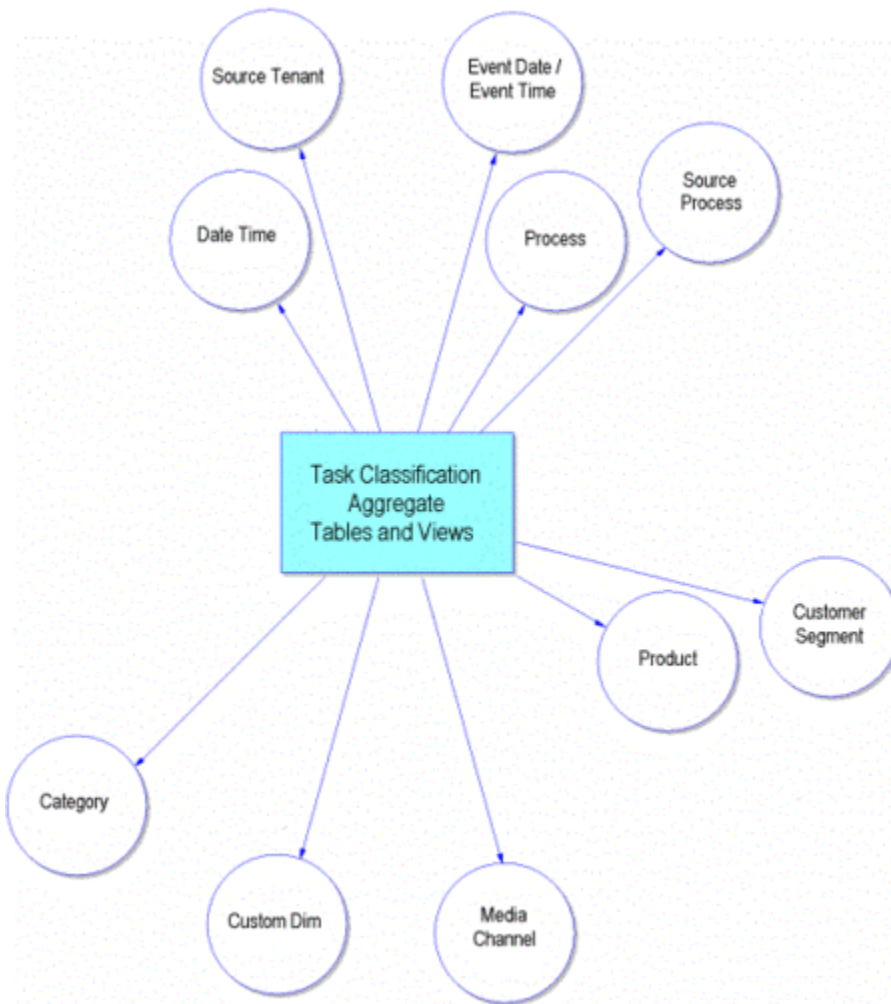 Source Tenant
Event Date /
Event Time
Source
Process
Date Time
Process
Task Classification
Aggregate
Tables and Views
Customer
Segment
Product
Category
Custom Dim
Media
Channel